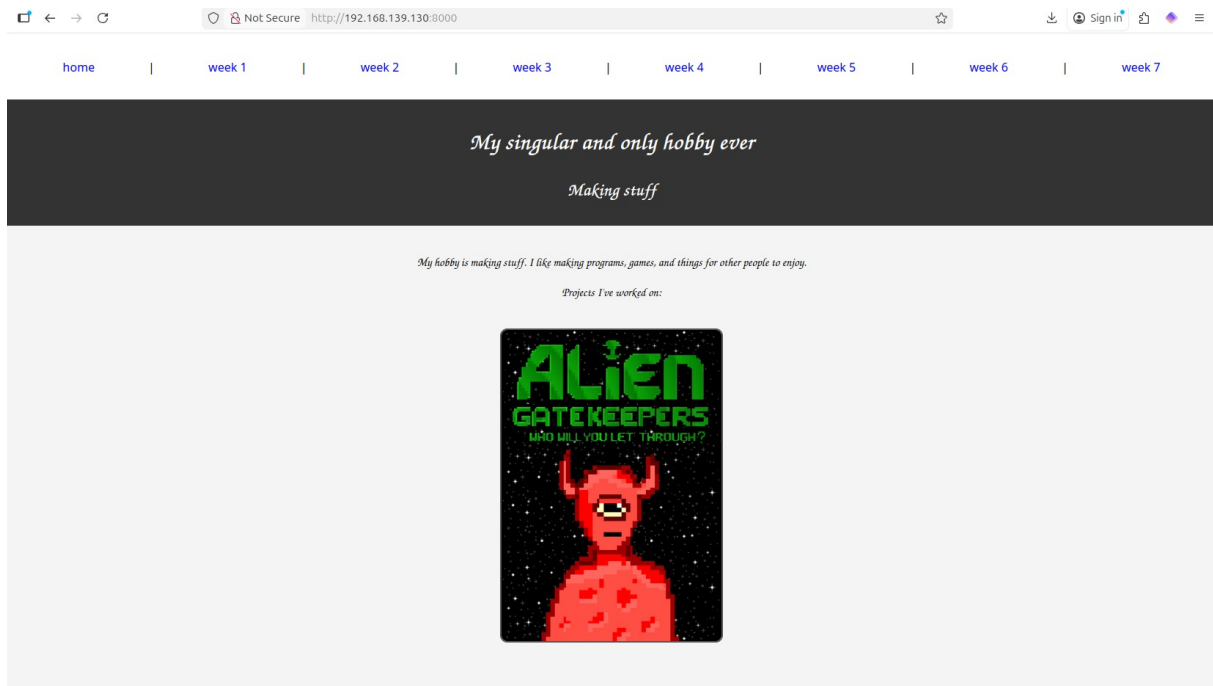 Not Secure http://192.168.139.130:8000 Sign in
home | week 1 | week 2 | week 3 | week 4 | week 5 | week 6 | week 7
My singular and only hobby ever
Making stuff
My hobby is making stuff. I like making programs, games, and things for other people to enjoy.
Projects I've worked on:
ALiEN
GATEKEEPERS
WHO WILL YOU LET THROUGH?